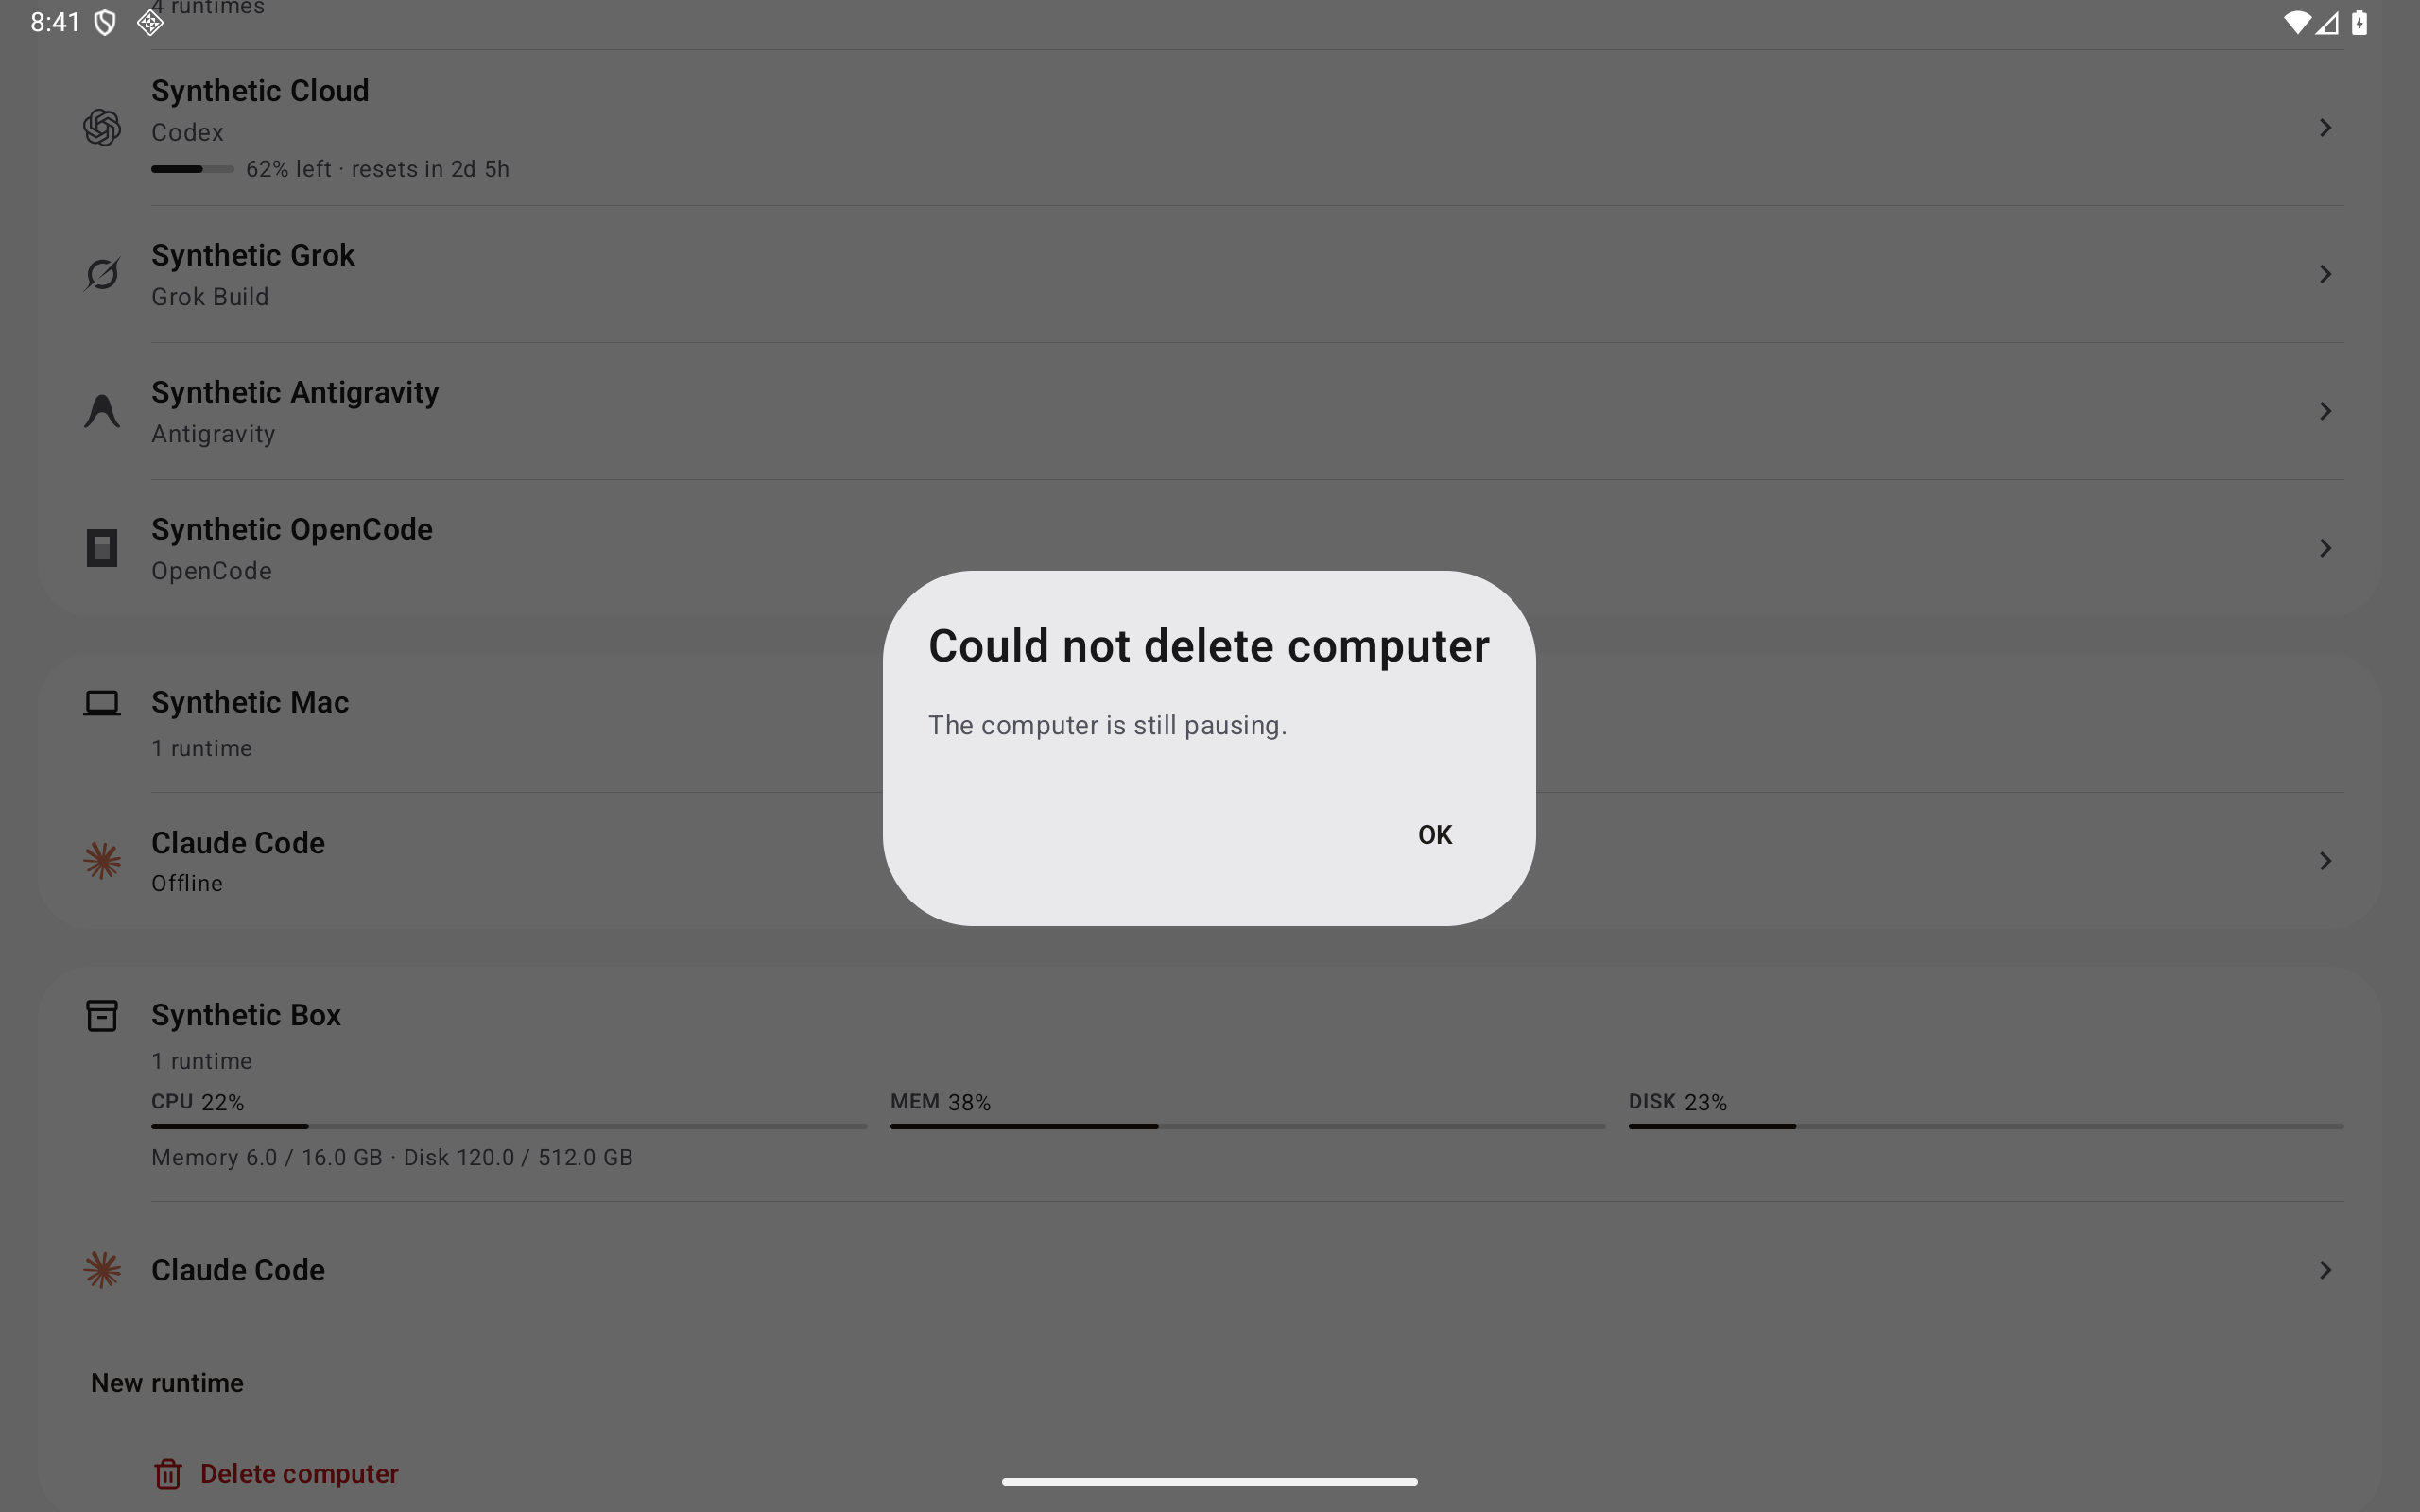 8:41
4 runtimes
Synthetic Cloud
Codex
62% left · resets in 2d 5h
Synthetic Grok
Grok Build
Synthetic Antigravity
Antigravity
Synthetic OpenCode
OpenCode
Could not delete computer
The computer is still pausing.
OK
Synthetic Mac
1 runtime
Claude Code
Offline
Synthetic Box
1 runtime
CPU 22% MEM 38% DISK 23%
Memory 6.0 / 16.0 GB · Disk 120.0 / 512.0 GB
Claude Code
New runtime
Delete computer